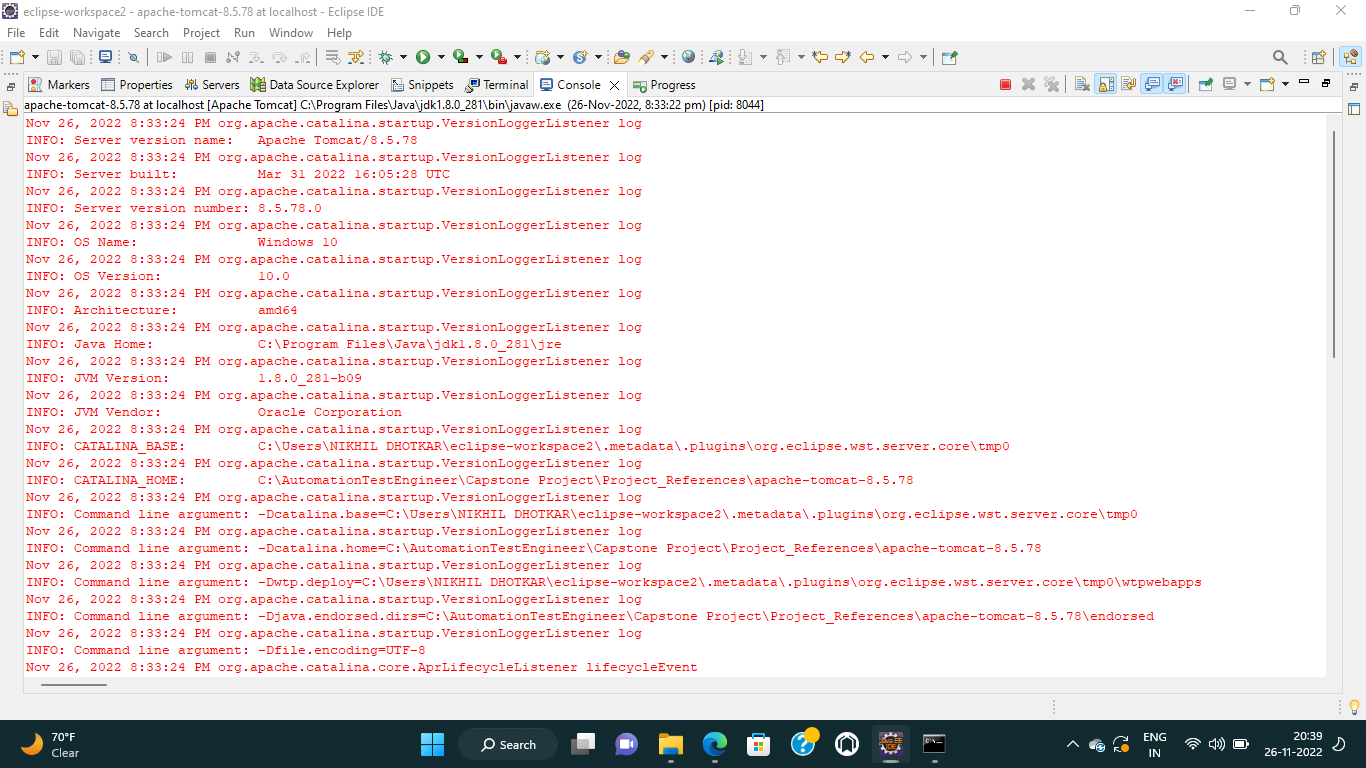 eclipse-workspace2 - apache-tomcat-8.5.78 at localhost - Eclipse IDE
File Edit Navigate Search Project Run Window Help
Markers Properties Servers Data Source Explorer Snippets Terminal Console Progress
apache-tomcat-8.5.78 at localhost [Apache Tomcat] C:\Program Files\Java\jdk1.8.0_281\bin\javaw.exe (26-Nov-2022, 8:33:22 pm) [pid: 8044]
Nov 26, 2022 8:33:24 PM org.apache.catalina.startup.VersionLoggerListener log
INFO: Server version name:   Apache Tomcat/8.5.78
Nov 26, 2022 8:33:24 PM org.apache.catalina.startup.VersionLoggerListener log
INFO: Server built:          Mar 31 2022 16:05:28 UTC
Nov 26, 2022 8:33:24 PM org.apache.catalina.startup.VersionLoggerListener log
INFO: Server version number: 8.5.78.0
Nov 26, 2022 8:33:24 PM org.apache.catalina.startup.VersionLoggerListener log
INFO: OS Name:               Windows 10
Nov 26, 2022 8:33:24 PM org.apache.catalina.startup.VersionLoggerListener log
INFO: OS Version:            10.0
Nov 26, 2022 8:33:24 PM org.apache.catalina.startup.VersionLoggerListener log
INFO: Architecture:          amd64
Nov 26, 2022 8:33:24 PM org.apache.catalina.startup.VersionLoggerListener log
INFO: Java Home:             C:\Program Files\Java\jdk1.8.0_281\jre
Nov 26, 2022 8:33:24 PM org.apache.catalina.startup.VersionLoggerListener log
INFO: JVM Version:           1.8.0_281-b09
Nov 26, 2022 8:33:24 PM org.apache.catalina.startup.VersionLoggerListener log
INFO: JVM Vendor:            Oracle Corporation
Nov 26, 2022 8:33:24 PM org.apache.catalina.startup.VersionLoggerListener log
INFO: CATALINA_BASE:         C:\Users\NIKHIL DHOTKAR\eclipse-workspace2\.metadata\.plugins\org.eclipse.wst.server.core\tmp0
Nov 26, 2022 8:33:24 PM org.apache.catalina.startup.VersionLoggerListener log
INFO: CATALINA_HOME:         C:\AutomationTestEngineer\Capstone Project\Project_References\apache-tomcat-8.5.78
Nov 26, 2022 8:33:24 PM org.apache.catalina.startup.VersionLoggerListener log
INFO: Command line argument: -Dcatalina.base=C:\Users\NIKHIL DHOTKAR\eclipse-workspace2\.metadata\.plugins\org.eclipse.wst.server.core\tmp0
Nov 26, 2022 8:33:24 PM org.apache.catalina.startup.VersionLoggerListener log
INFO: Command line argument: -Dcatalina.home=C:\AutomationTestEngineer\Capstone Project\Project_References\apache-tomcat-8.5.78
Nov 26, 2022 8:33:24 PM org.apache.catalina.startup.VersionLoggerListener log
INFO: Command line argument: -Dwtp.deploy=C:\Users\NIKHIL DHOTKAR\eclipse-workspace2\.metadata\.plugins\org.eclipse.wst.server.core\tmp0\wtpwebapps
Nov 26, 2022 8:33:24 PM org.apache.catalina.startup.VersionLoggerListener log
INFO: Command line argument: -Djava.endorsed.dirs=C:\AutomationTestEngineer\Capstone Project\Project_References\apache-tomcat-8.5.78\endorsed
Nov 26, 2022 8:33:24 PM org.apache.catalina.startup.VersionLoggerListener log
INFO: Command line argument: -Dfile.encoding=UTF-8
Nov 26, 2022 8:33:24 PM org.apache.catalina.core.AprLifecycleListener lifecycleEvent
70°F
Clear
Search
ENG
IN
20:39
26-11-2022